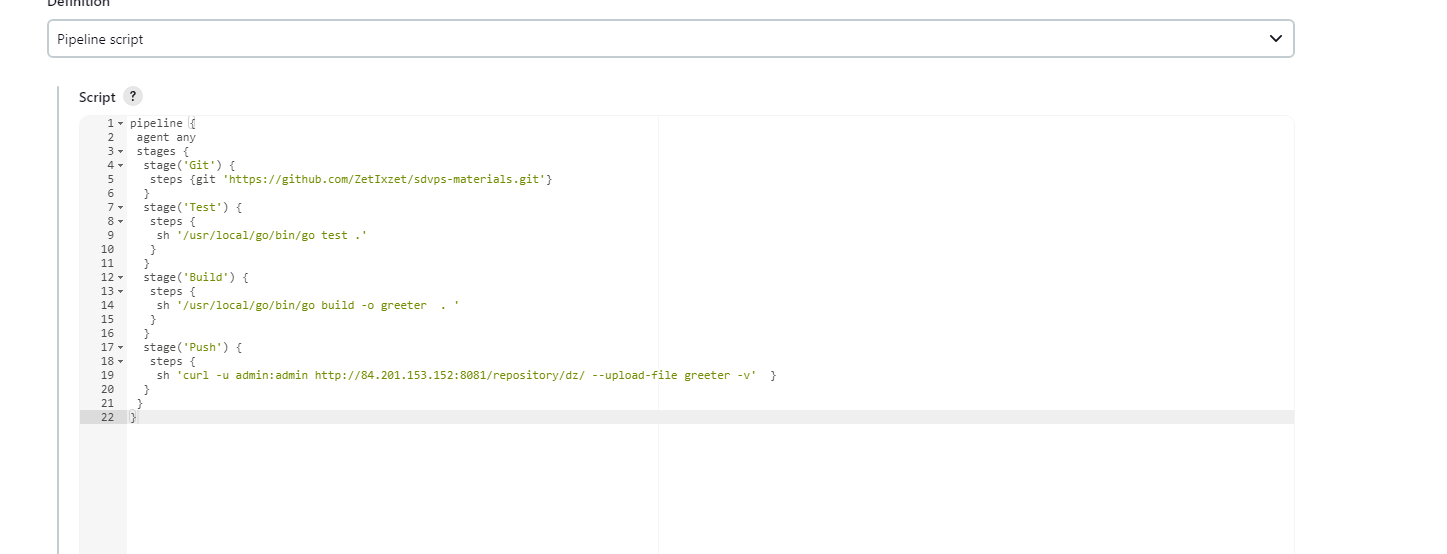 Definition
Pipeline script
Script ?
1 pipeline {
2 agent any
3 stages {
4 stage('Git') {
5 steps {git 'https://github.com/ZetIxzet/sdvps-materials.git'}
6 }
7 stage('Test') {
8 steps {
9 sh '/usr/local/go/bin/go test .'
10 }
11 }
12 stage('Build') {
13 steps {
14 sh '/usr/local/go/bin/go build -o greeter  . '
15 }
16 }
17 stage('Push') {
18 steps {
19 sh 'curl -u admin:admin http://84.201.153.152:8081/repository/dz/ --upload-file greeter -v'  }
20 }
21 }
22 }